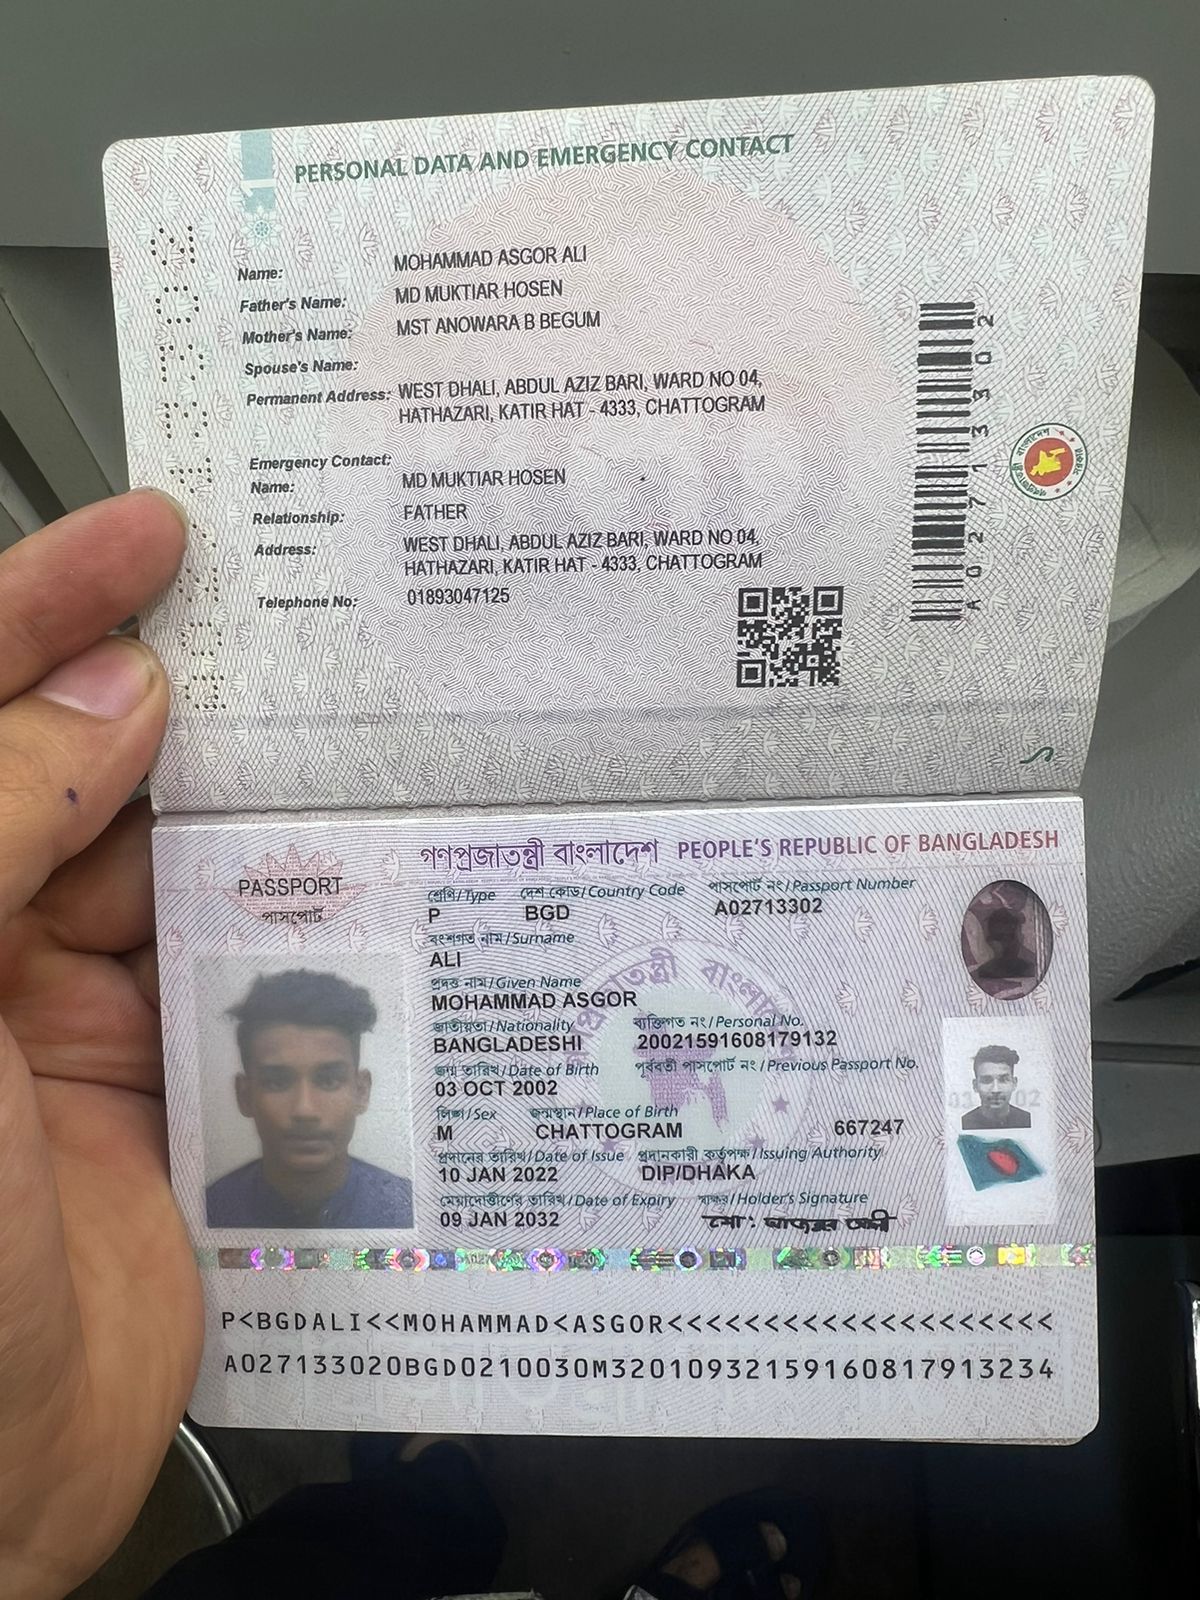 PERSONAL DATA AND EMERGENCY CONTACT
1
Name: MOHAMMAD ASGOR ALI
Father's Name: MD MUKTIAR HOSEN
Mother's Name: MST ANOWARA B BEGUM
Spouse's Name:
Permanent Address: WEST DHALI, ABDUL AZIZ BARI, WARD NO 04,
HATHAZARI, KATIR HAT - 4333, CHATTOGRAM
Emergency Contact:
Name: MD MUKTIAR HOSEN
Relationship: FATHER
Address: WEST DHALI, ABDUL AZIZ BARI, WARD NO 04,
HATHAZARI, KATIR HAT - 4333, CHATTOGRAM
Telephone No: 01893047125
A02713302
গণপ্রজাতন্ত্রী বাংলাদেশ PEOPLE'S REPUBLIC OF BANGLADESH
PASSPORT
পাসপোর্ট
শ্রেণি/Type দেশ কোড/Country Code পাসপোর্ট নং/Passport Number
P BGD A02713302
বংশগত নাম/Surname
ALI
প্রদত্ত নাম/Given Name
MOHAMMAD ASGOR
জাতীয়তা/Nationality ব্যক্তিগত নং/Personal No.
BANGLADESHI 20021591608179132
জন্ম তারিখ/Date of Birth পূর্ববর্তী পাসপোর্ট নং/Previous Passport No.
03 OCT 2002
লিঙ্গ/Sex জন্মস্থান/Place of Birth
M CHATTOGRAM 667247
প্রদানের তারিখ/Date of Issue প্রদানকারী কর্তৃপক্ষ/Issuing Authority
10 JAN 2022 DIP/DHAKA
মেয়াদোত্তীর্ণের তারিখ/Date of Expiry স্বাক্ষর/Holder's Signature
09 JAN 2032 মো: আজগর আলী
P<BGDALI<<MOHAMMAD<ASGOR<<<<<<<<<<<<<<<<<<<<
A027133020BGD0210030M32010932159160817913234